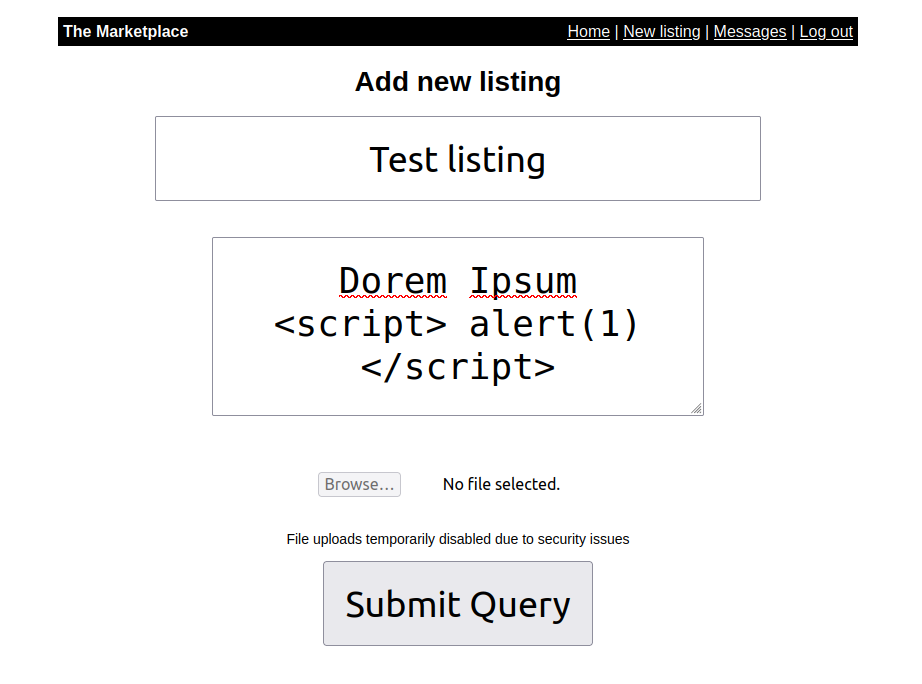 The Marketplace
Home | New listing | Messages | Log out
Add new listing
Test listing
Dorem Ipsum
<script> alert(1)
</script>
Browse… No file selected.
File uploads temporarily disabled due to security issues
Submit Query